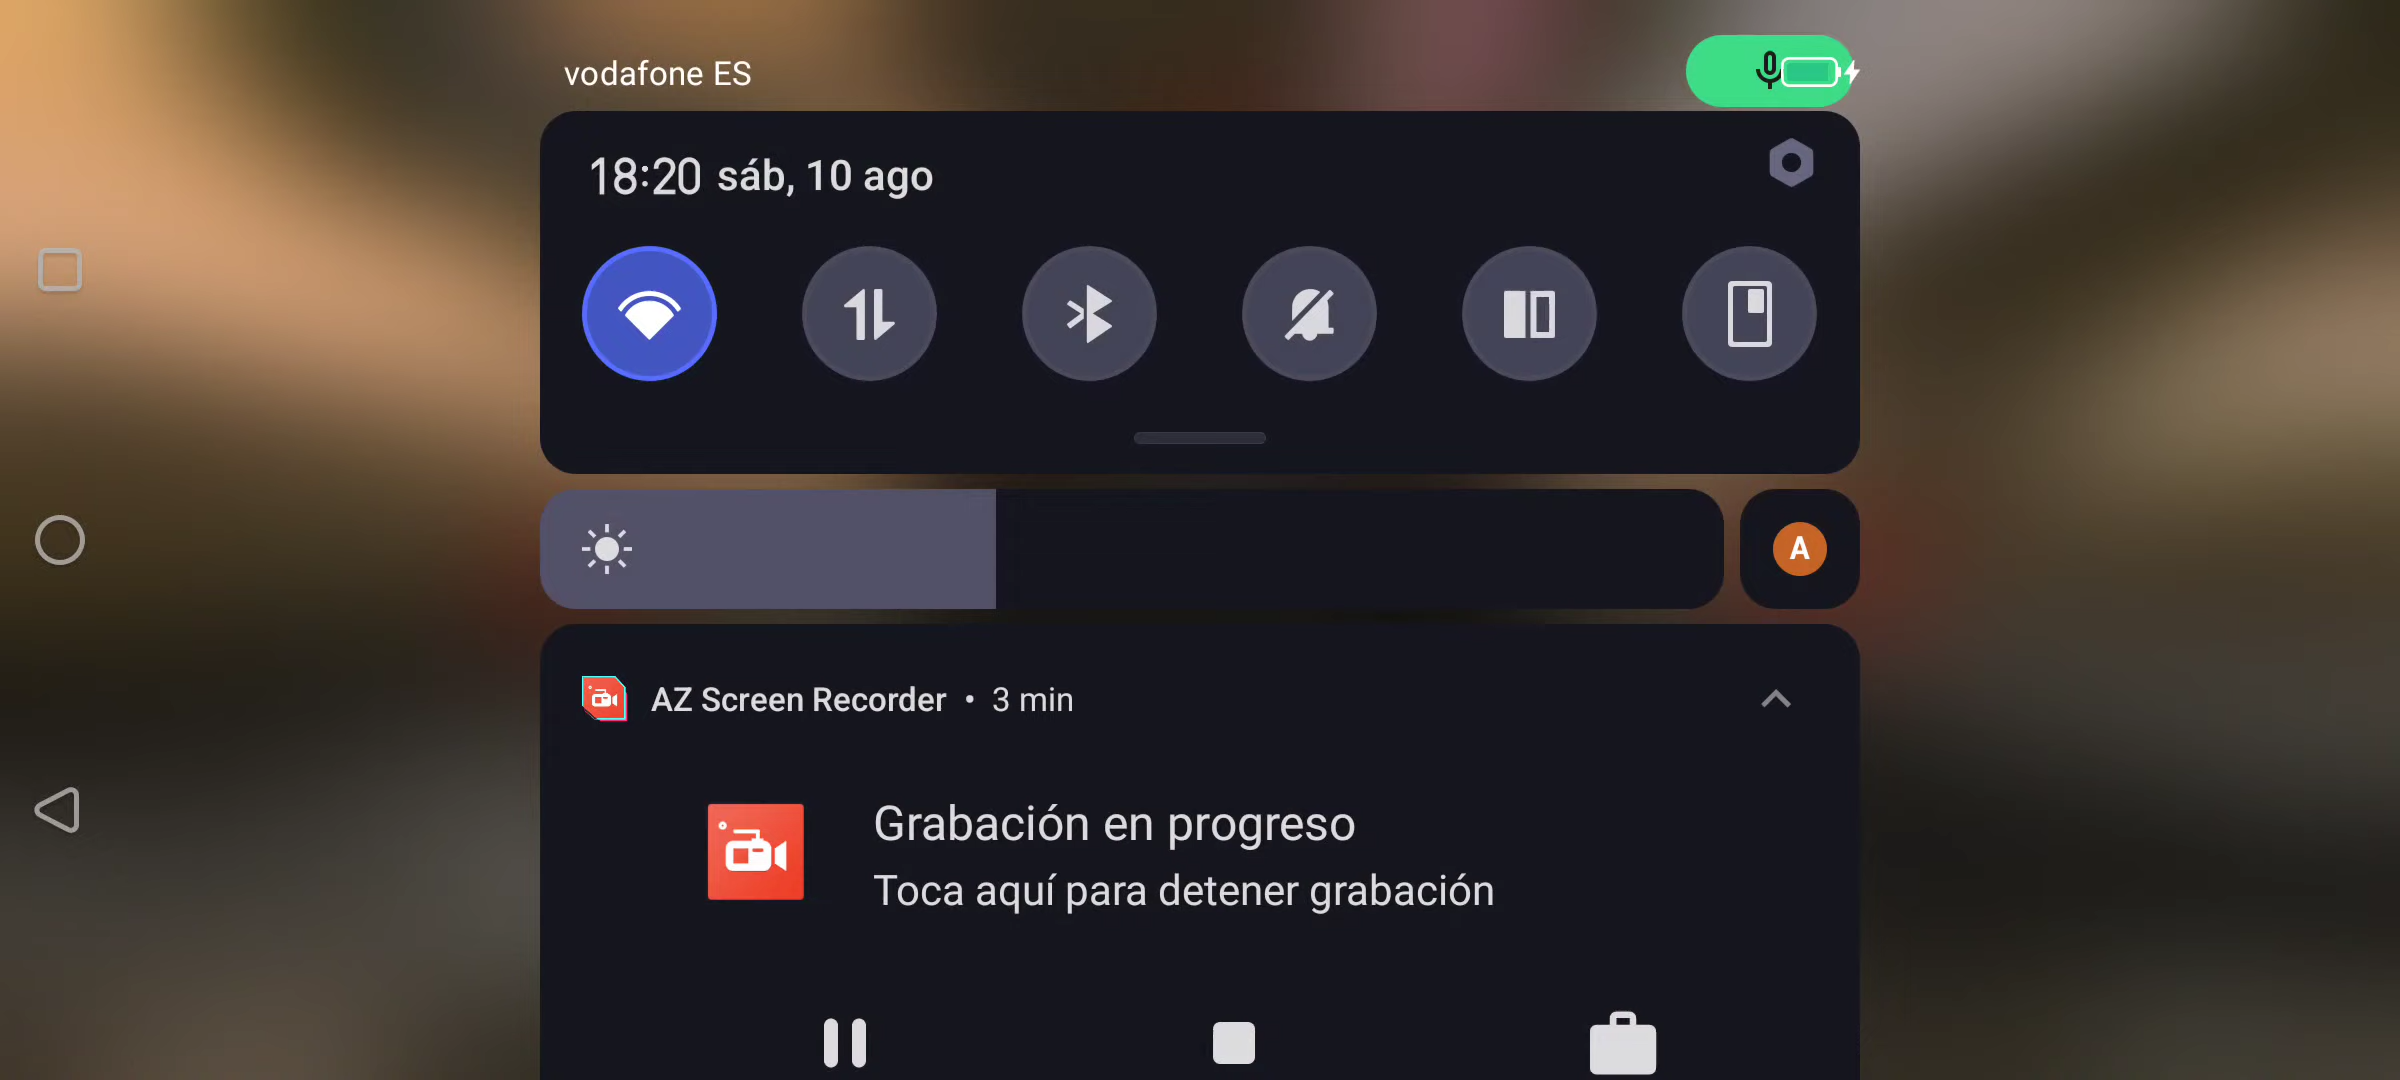 vodafone ES
18:20 sáb, 10 ago
A
AZ Screen Recorder • 3 min
Grabación en progreso
Toca aquí para detener grabación